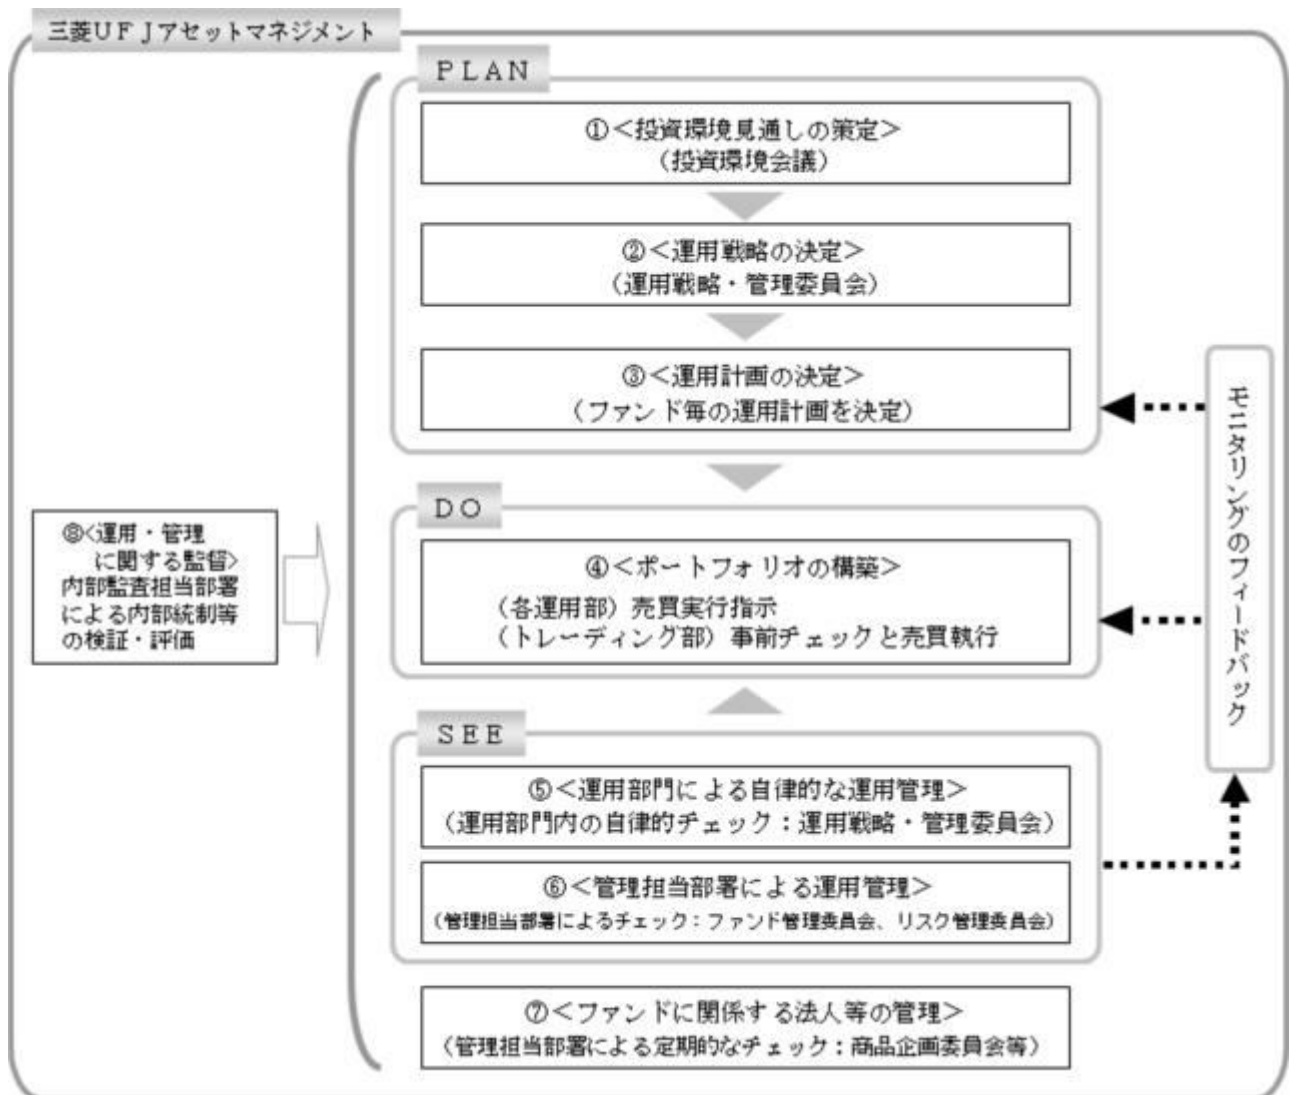 三菱UFJアセットマネジメント
PLAN
①<投資環境見通しの策定>
(投資環境会議)
②<運用戦略の決定>
(運用戦略・管理委員会)
③<運用計画の決定>
(ファンド毎の運用計画を決定)
DO
④<ポートフォリオの構築>
(各運用部)売買実行指示
(トレーディング部)事前チェックと売買執行
SEE
⑤<運用部門による自律的な運用管理>
(運用部門内の自律的チェック:運用戦略・管理委員会)
⑥<管理担当部署による運用管理>
(管理担当部署によるチェック:ファンド管理委員会、リスク管理委員会)
⑦<ファンドに関係する法人等の管理>
(管理担当部署による定期的なチェック:商品企画委員会等)
⑧<運用・管理
に関する監督>
内部監査担当部署
による内部統制等
の検証・評価
モニタリングのフィードバック